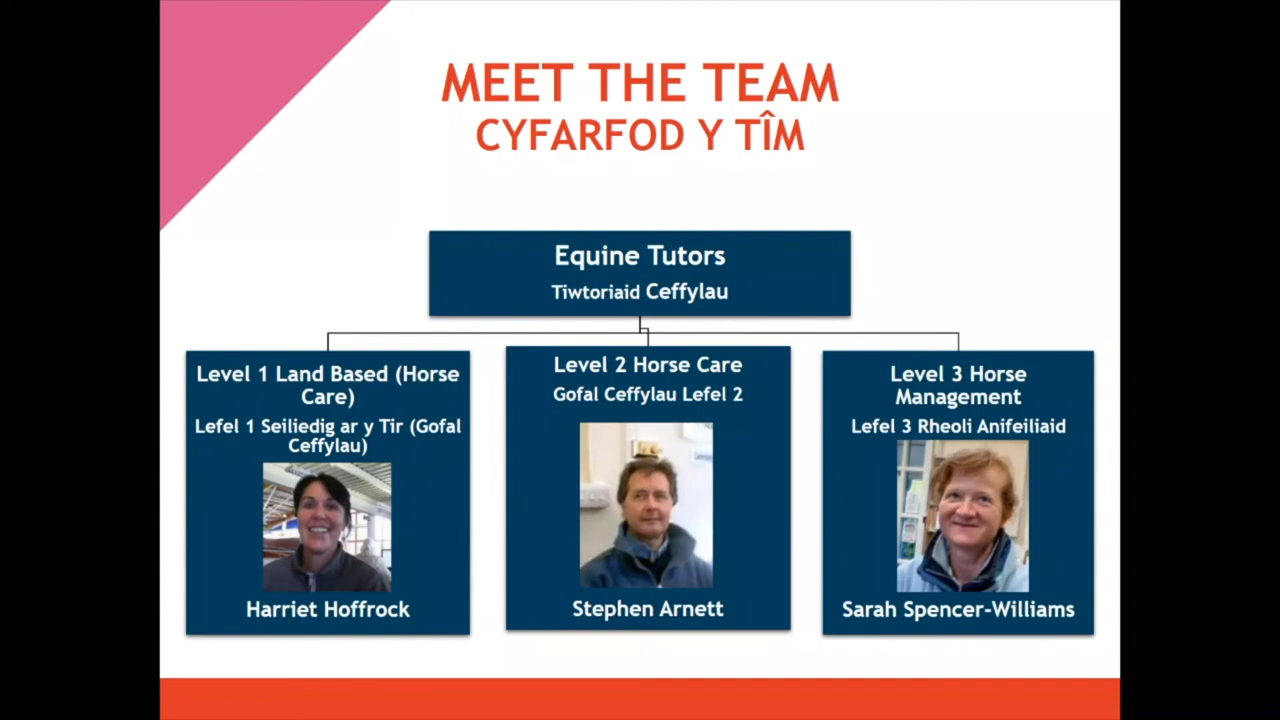 MEET THE TEAM
CYFARFOD Y TÎM
Equine Tutors
Tiwtoriaid Ceffylau
Level 1 Land Based (Horse
Care)
Lefel 1 Seiliedig ar y Tir (Gofal
Ceffylau)
Harriet Hoffrock
Level 2 Horse Care
Gofal Ceffylau Lefel 2
Stephen Arnett
Level 3 Horse
Management
Lefel 3 Rheoli Anifeiliaid
Sarah Spencer-Williams